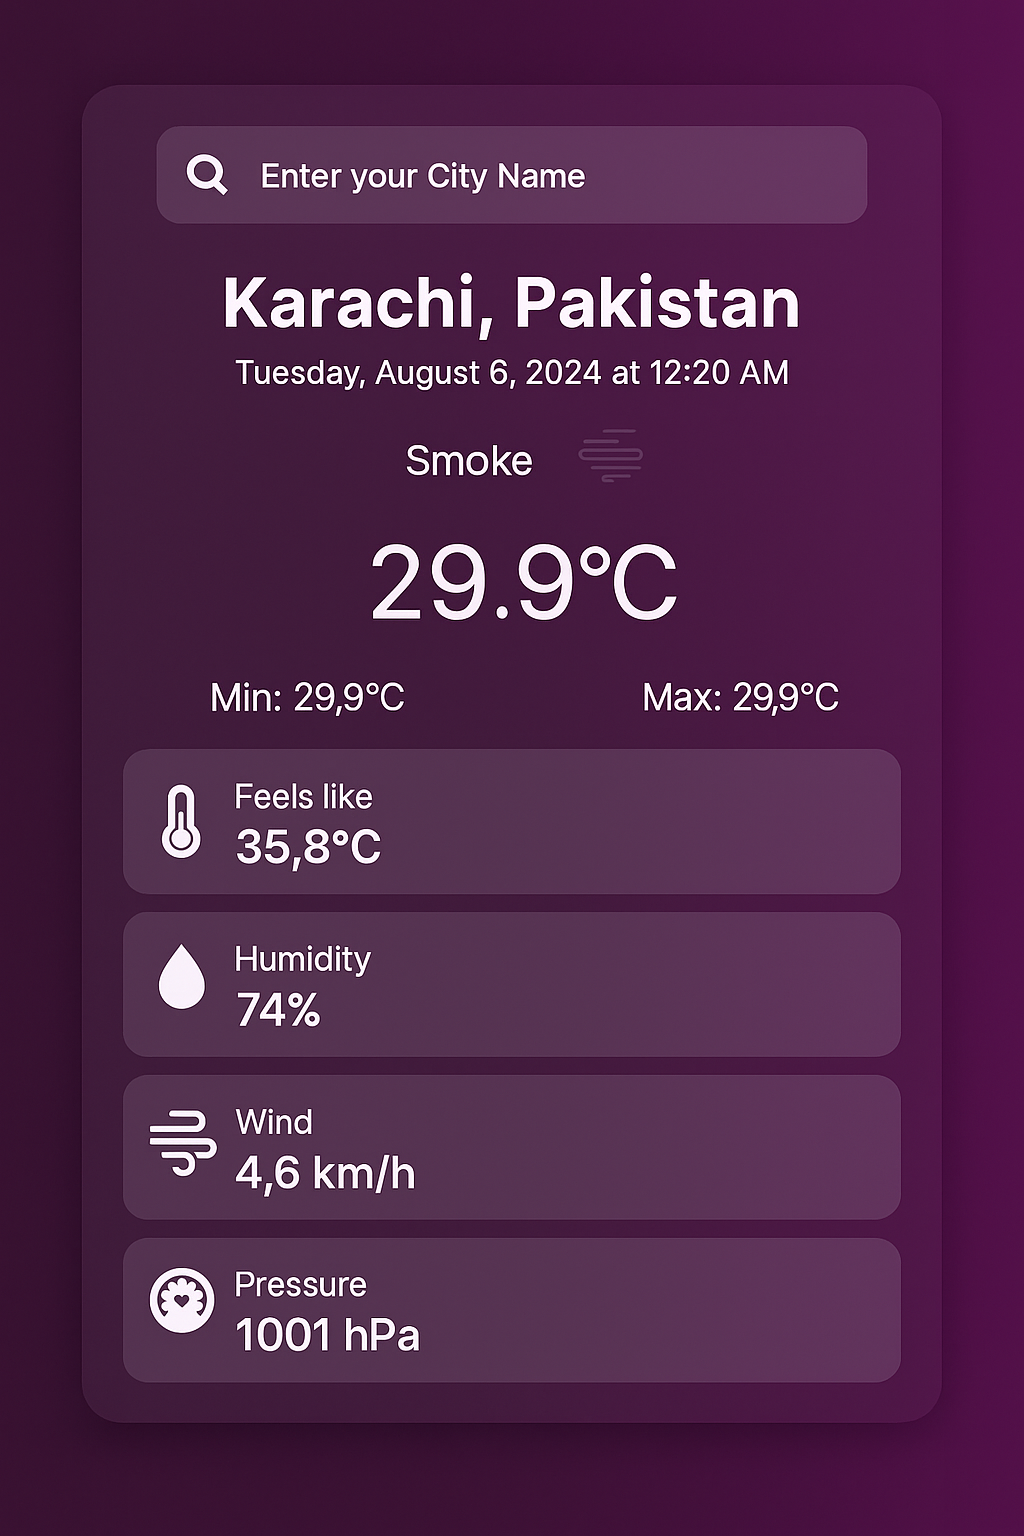 Enter your City Name
Karachi, Pakistan
Tuesday, August 6, 2024 at 12:20 AM
Smoke
29.9°C
Min: 29,9°C Max: 29,9°C
Feels like
35,8°C
Humidity
74%
Wind
4,6 km/h
Pressure
1001 hPa